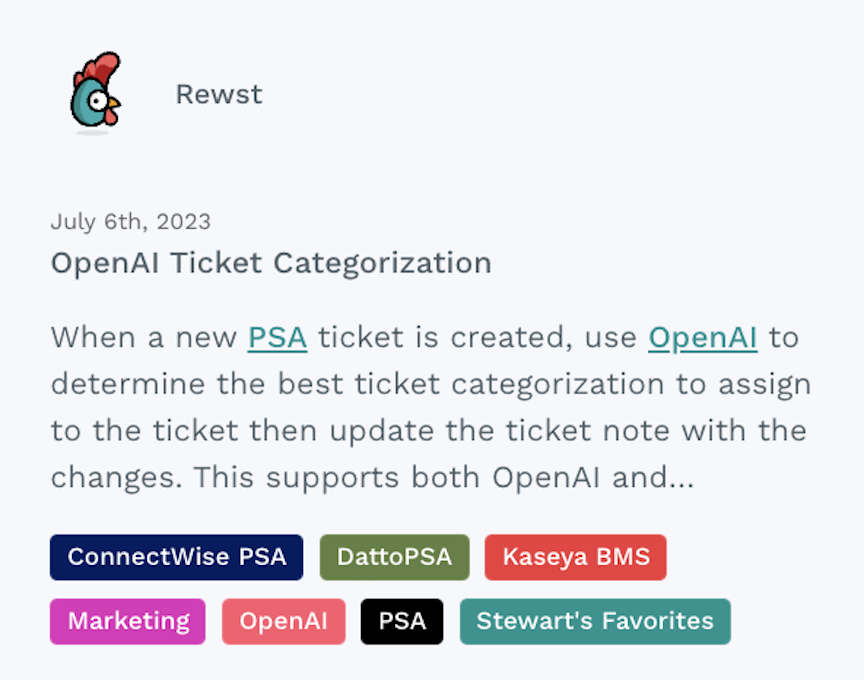 Rewst
July 6th, 2023
OpenAI Ticket Categorization
When a new PSA ticket is created, use OpenAI to
determine the best ticket categorization to assign
to the ticket then update the ticket note with the
changes. This supports both OpenAI and...
ConnectWise PSA DattoPSA Kaseya BMS
Marketing OpenAI PSA Stewart's Favorites